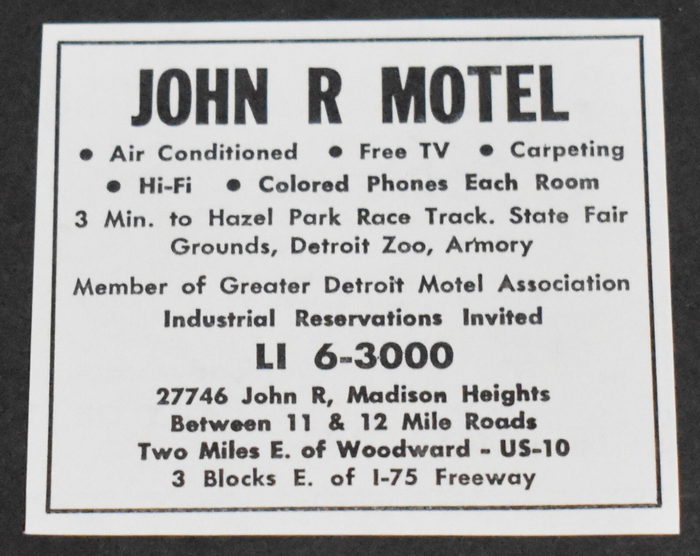 JOHN R MOTEL
• Air Conditioned • Free TV • Carpeting
• Hi-Fi • Colored Phones Each Room
3 Min. to Hazel Park Race Track. State Fair
Grounds, Detroit Zoo, Armory
Member of Greater Detroit Motel Association
Industrial Reservations Invited
LI 6-3000
27746 John R, Madison Heights
Between 11 & 12 Mile Roads
Two Miles E. of Woodward - US-10
3 Blocks E. of I-75 Freeway